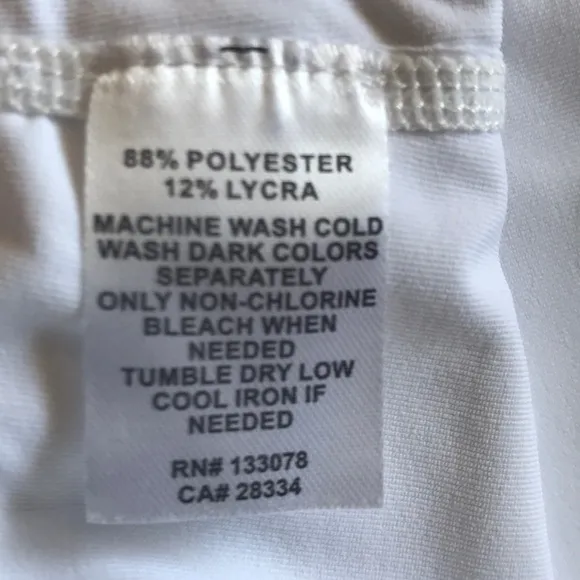 88% POLYESTER
12% LYCRA
MACHINE WASH COLD
WASH DARK COLORS
SEPARATELY
ONLY NON-CHLORINE
BLEACH WHEN
NEEDED
TUMBLE DRY LOW
COOL IRON IF
NEEDED
RN# 133078
CA# 28334